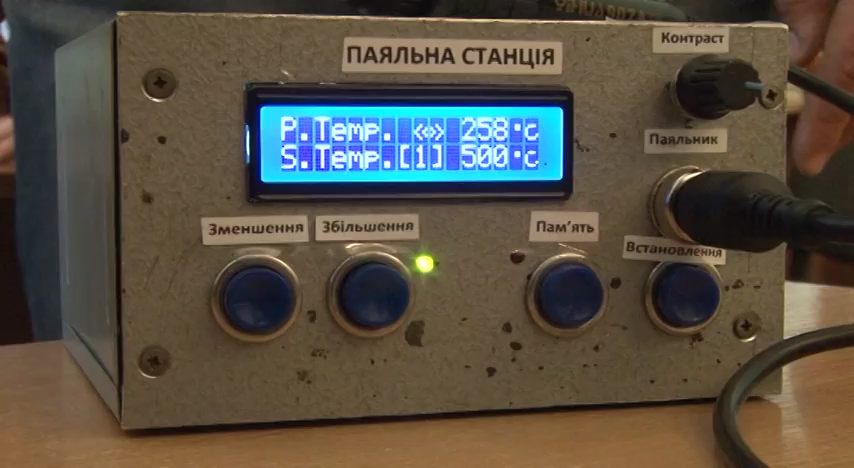 Контраст
ПАЯЛЬНА СТАНЦІЯ
P.Temp. <<•>> 258°c
S.Temp.[1] 500°c
Паяльник
Зменшення
Збільшення
Пам'ять
Встановлення